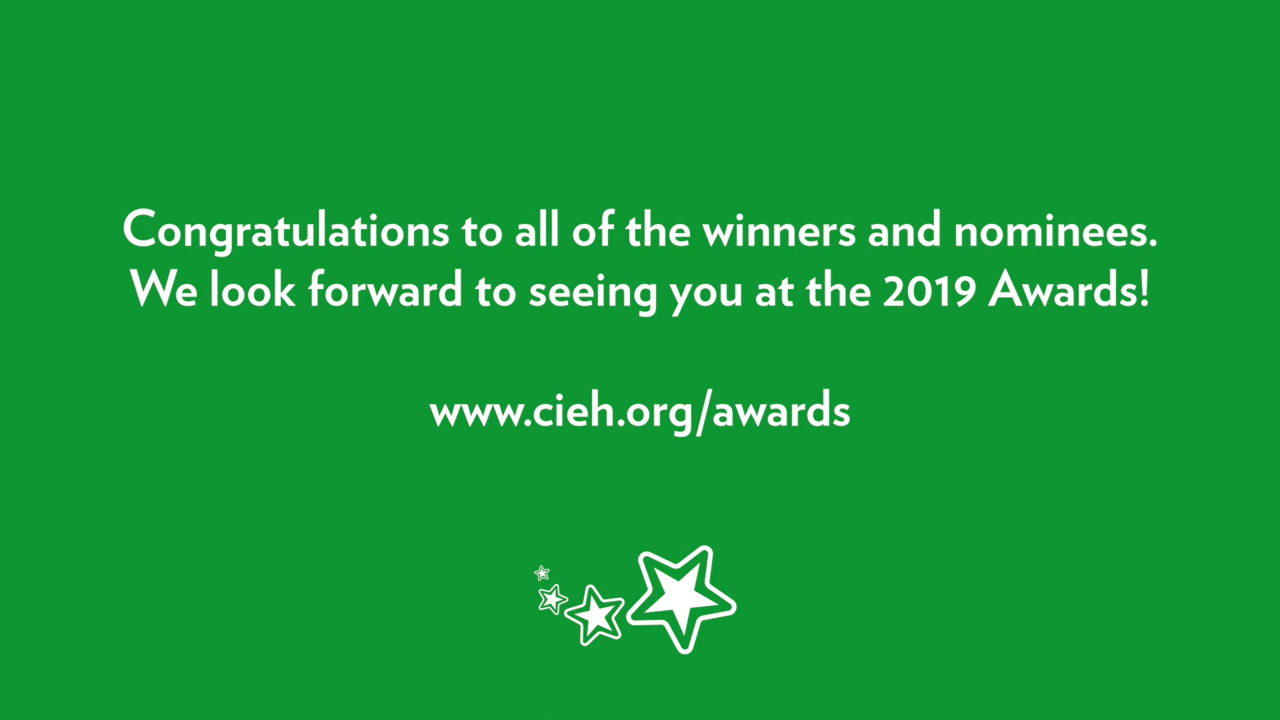 Congratulations to all of the winners and nominees.
We look forward to seeing you at the 2019 Awards!
www.cieh.org/awards